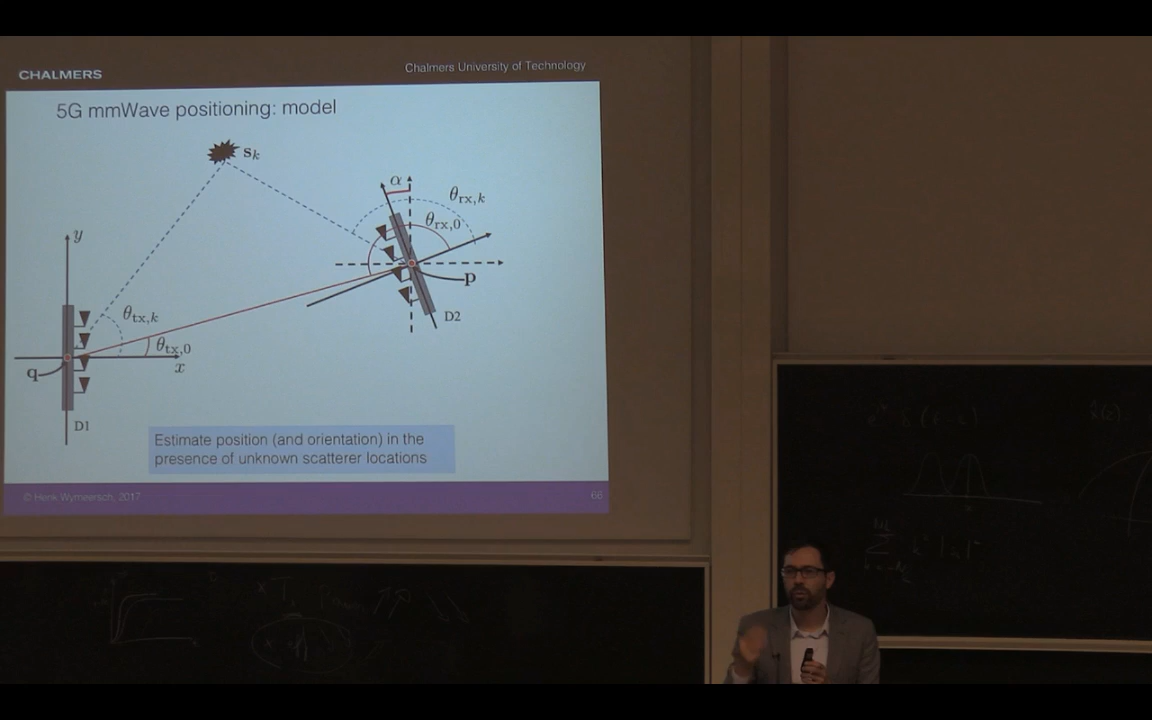 CHALMERS
Chalmers University of Technology
5G mmWave positioning: model
s_k
α
θ_rx,k
θ_rx,0
y
p
D2
θ_tx,k
θ_tx,0
x
q
D1
Estimate position (and orientation) in the
presence of unknown scatterer locations
© Henk Wymeersch, 2017
66